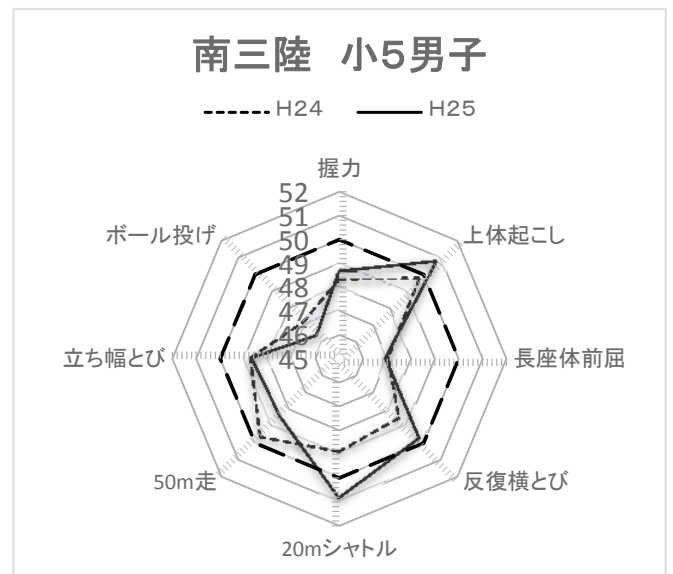 南三陸　小5男子
H24 H25
握力
52
51
50
49
48
47
46
45
上体起こし
長座体前屈
反復横とび
20mシャトル
50m走
立ち幅とび
ボール投げ